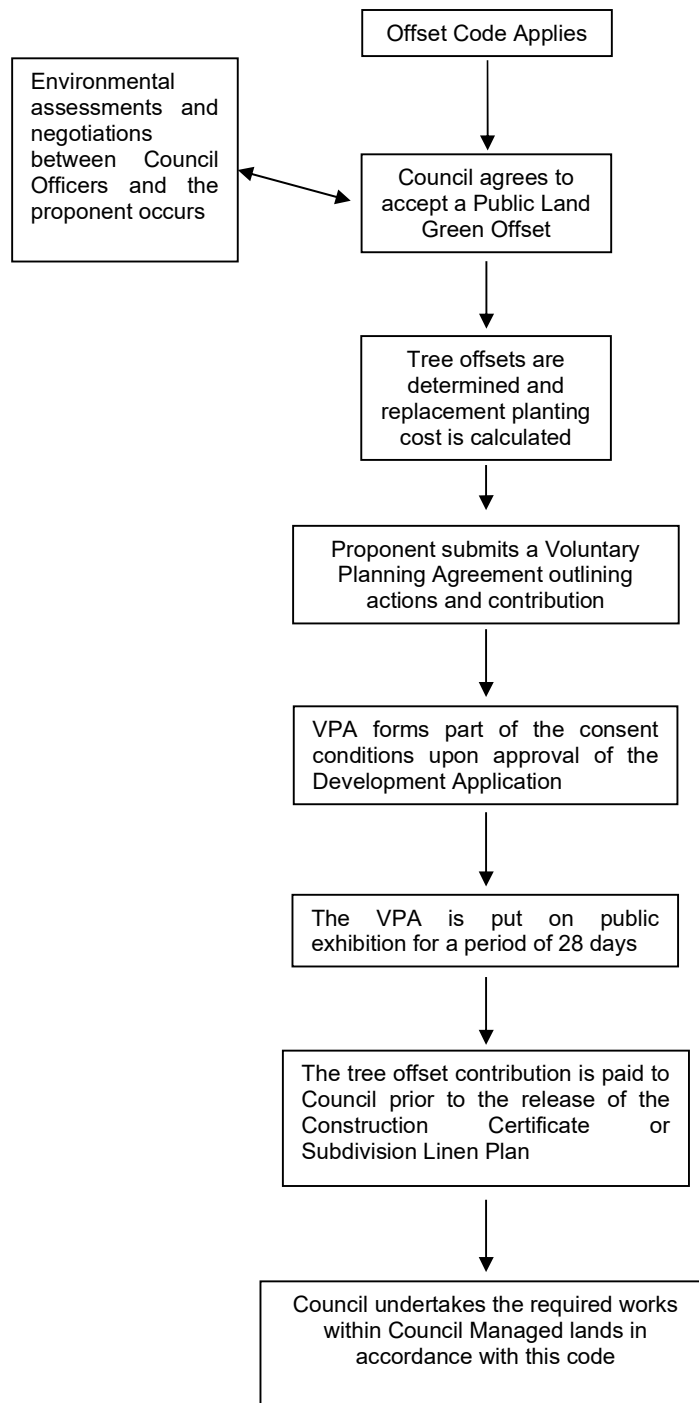 Offset Code Applies
Environmental
assessments and
negotiations
between Council
Officers and the
proponent occurs
Council agrees to
accept a Public Land
Green Offset
Tree offsets are
determined and
replacement planting
cost is calculated
Proponent submits a Voluntary
Planning Agreement outlining
actions and contribution
VPA forms part of the consent
conditions upon approval of the
Development Application
The VPA is put on public
exhibition for a period of 28 days
The tree offset contribution is paid to
Council prior to the release of the
Construction Certificate or
Subdivision Linen Plan
Council undertakes the required works
within Council Managed lands in
accordance with this code